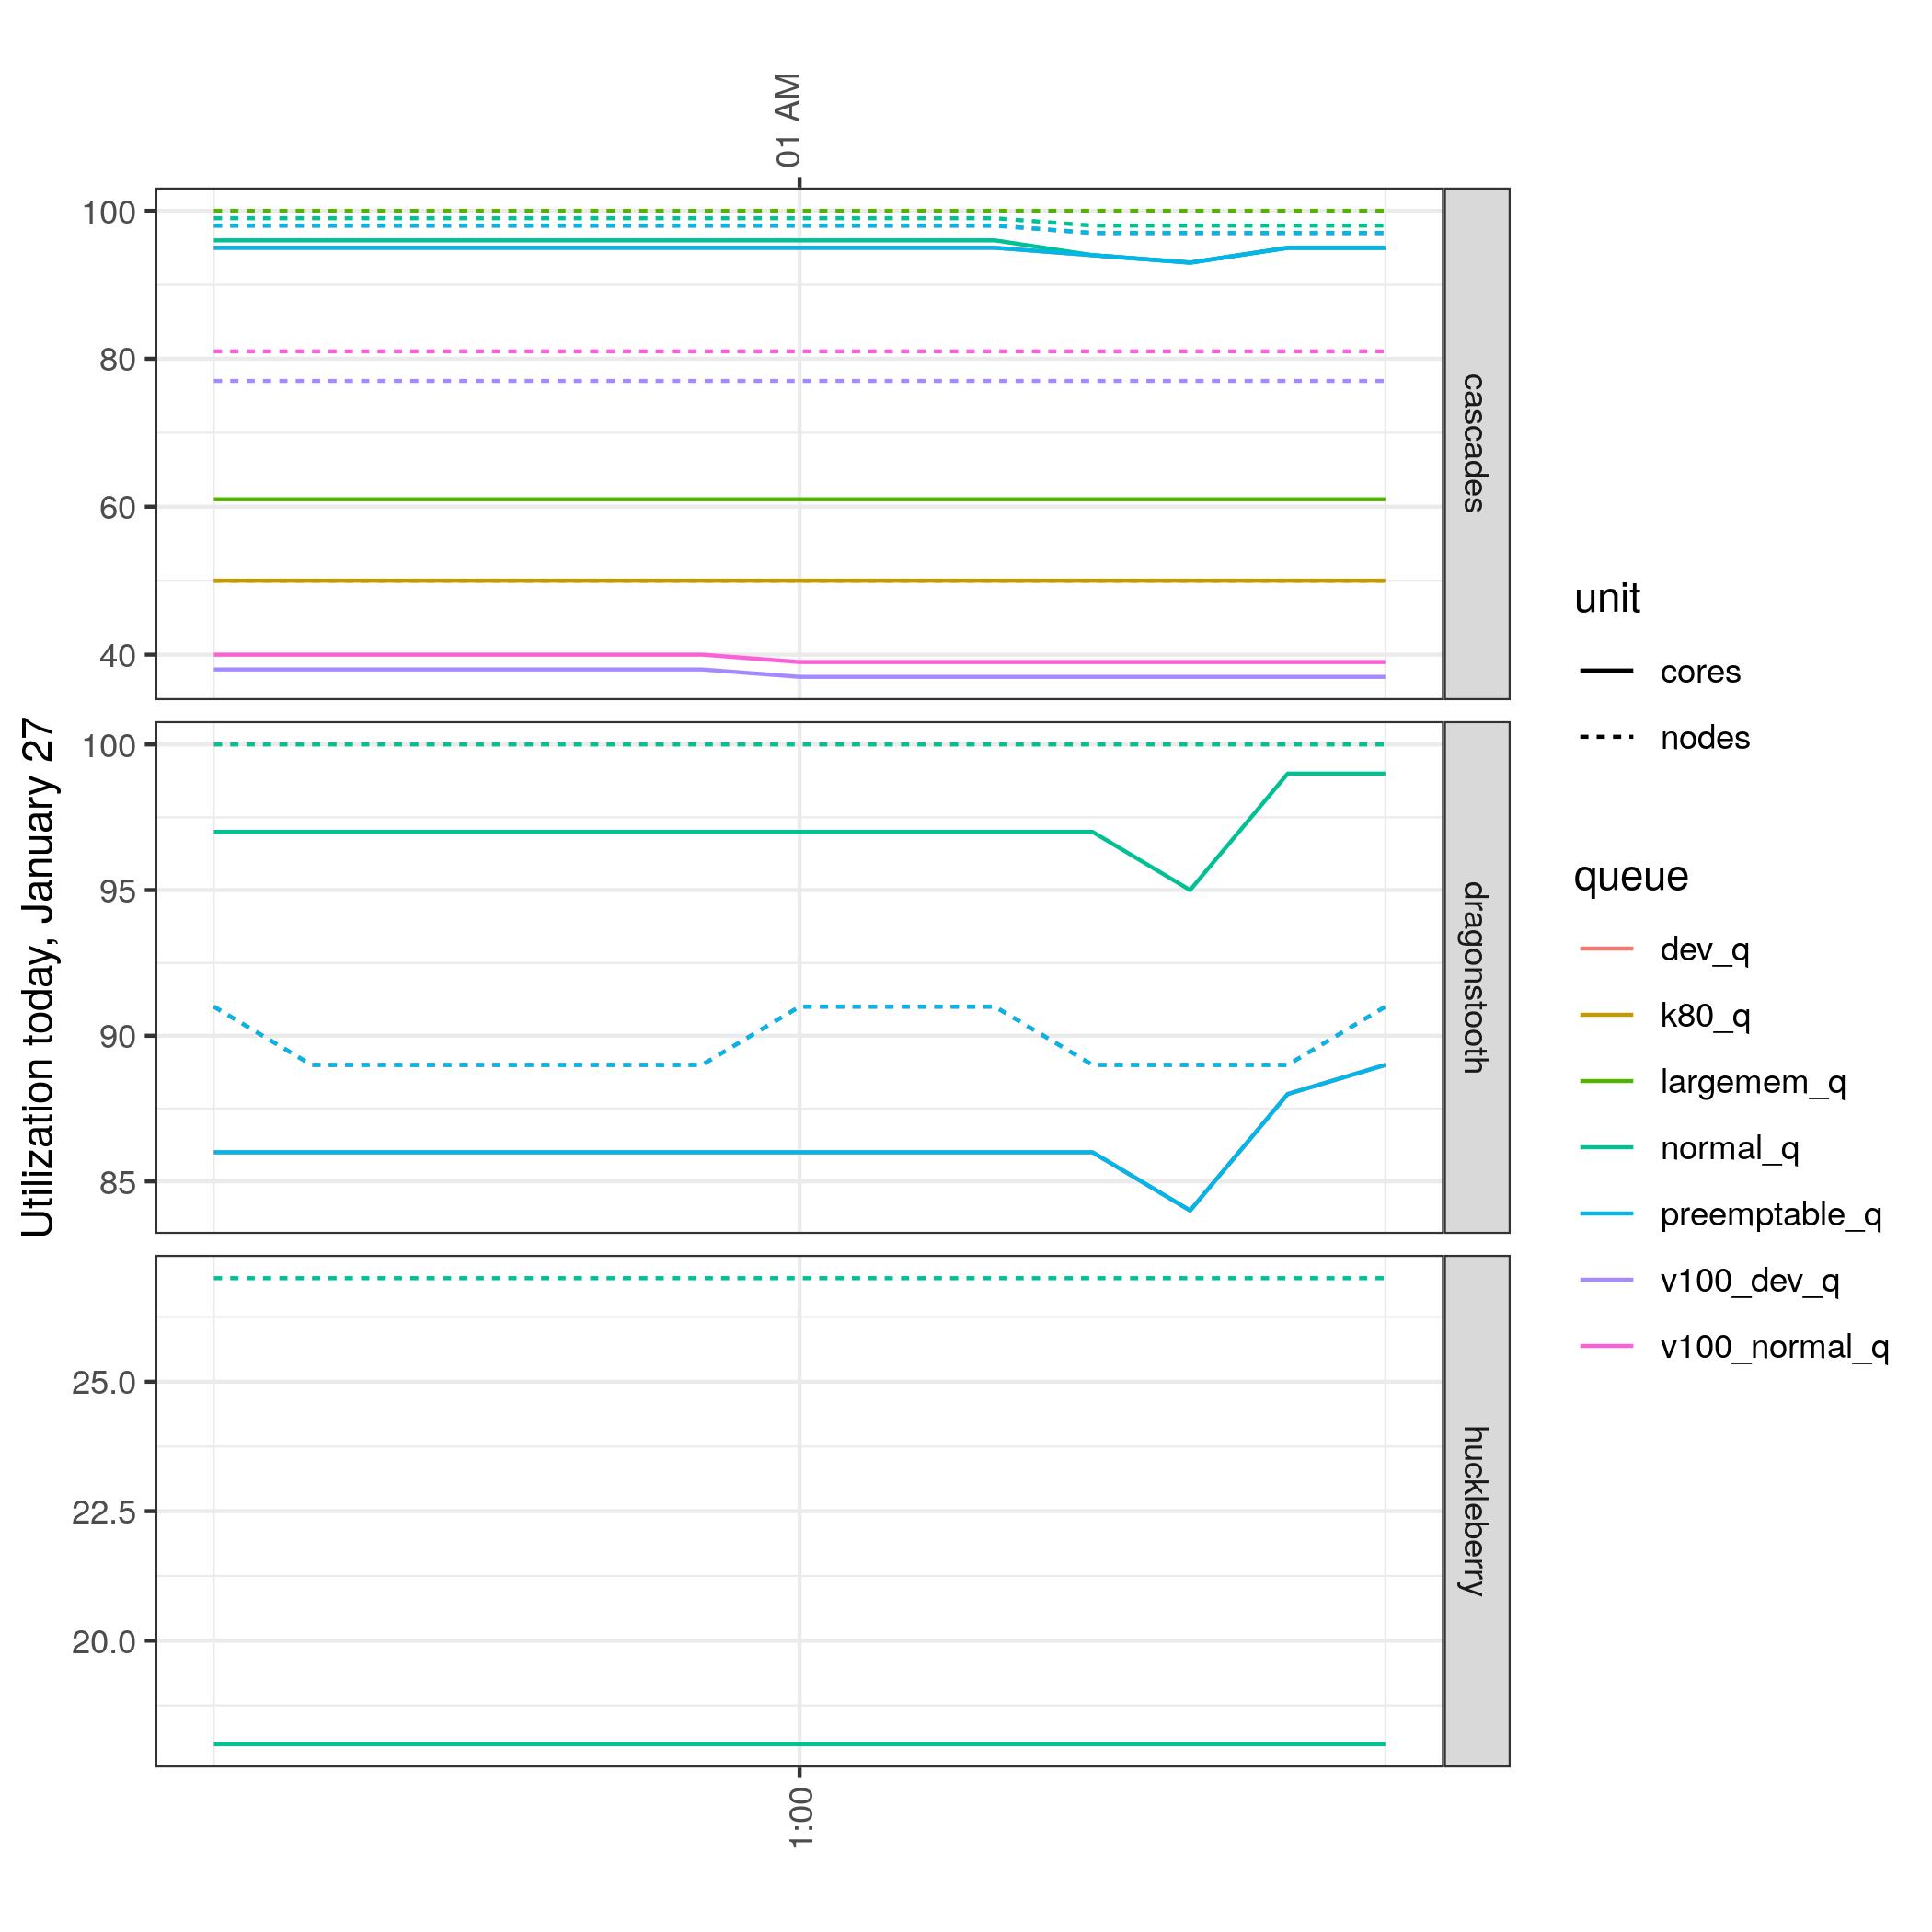 01 AM
Utilization today, January 27
100
80
60
40
cascades
100
95
90
85
dragonstooth
25.0
22.5
20.0
huckleberry
1:00
unit
cores
nodes
queue
dev_q
k80_q
largemem_q
normal_q
preemptable_q
v100_dev_q
v100_normal_q